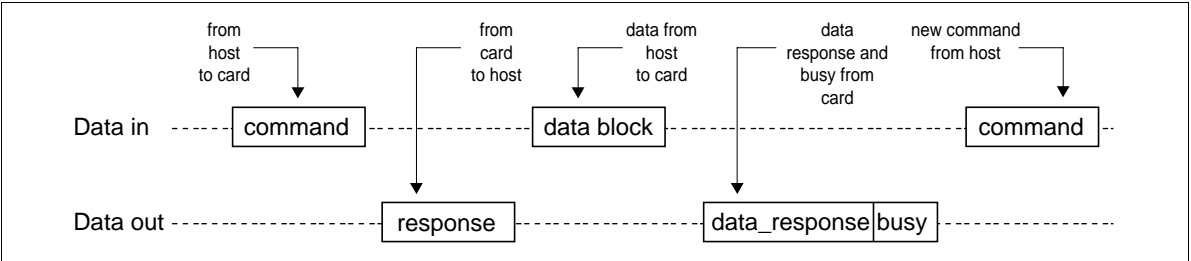 from
host
to card
from
card
to host
data from
host
to card
data
response and
busy from
card
new command
from host
Data in
command
data block
command
Data out
response
data_response
busy